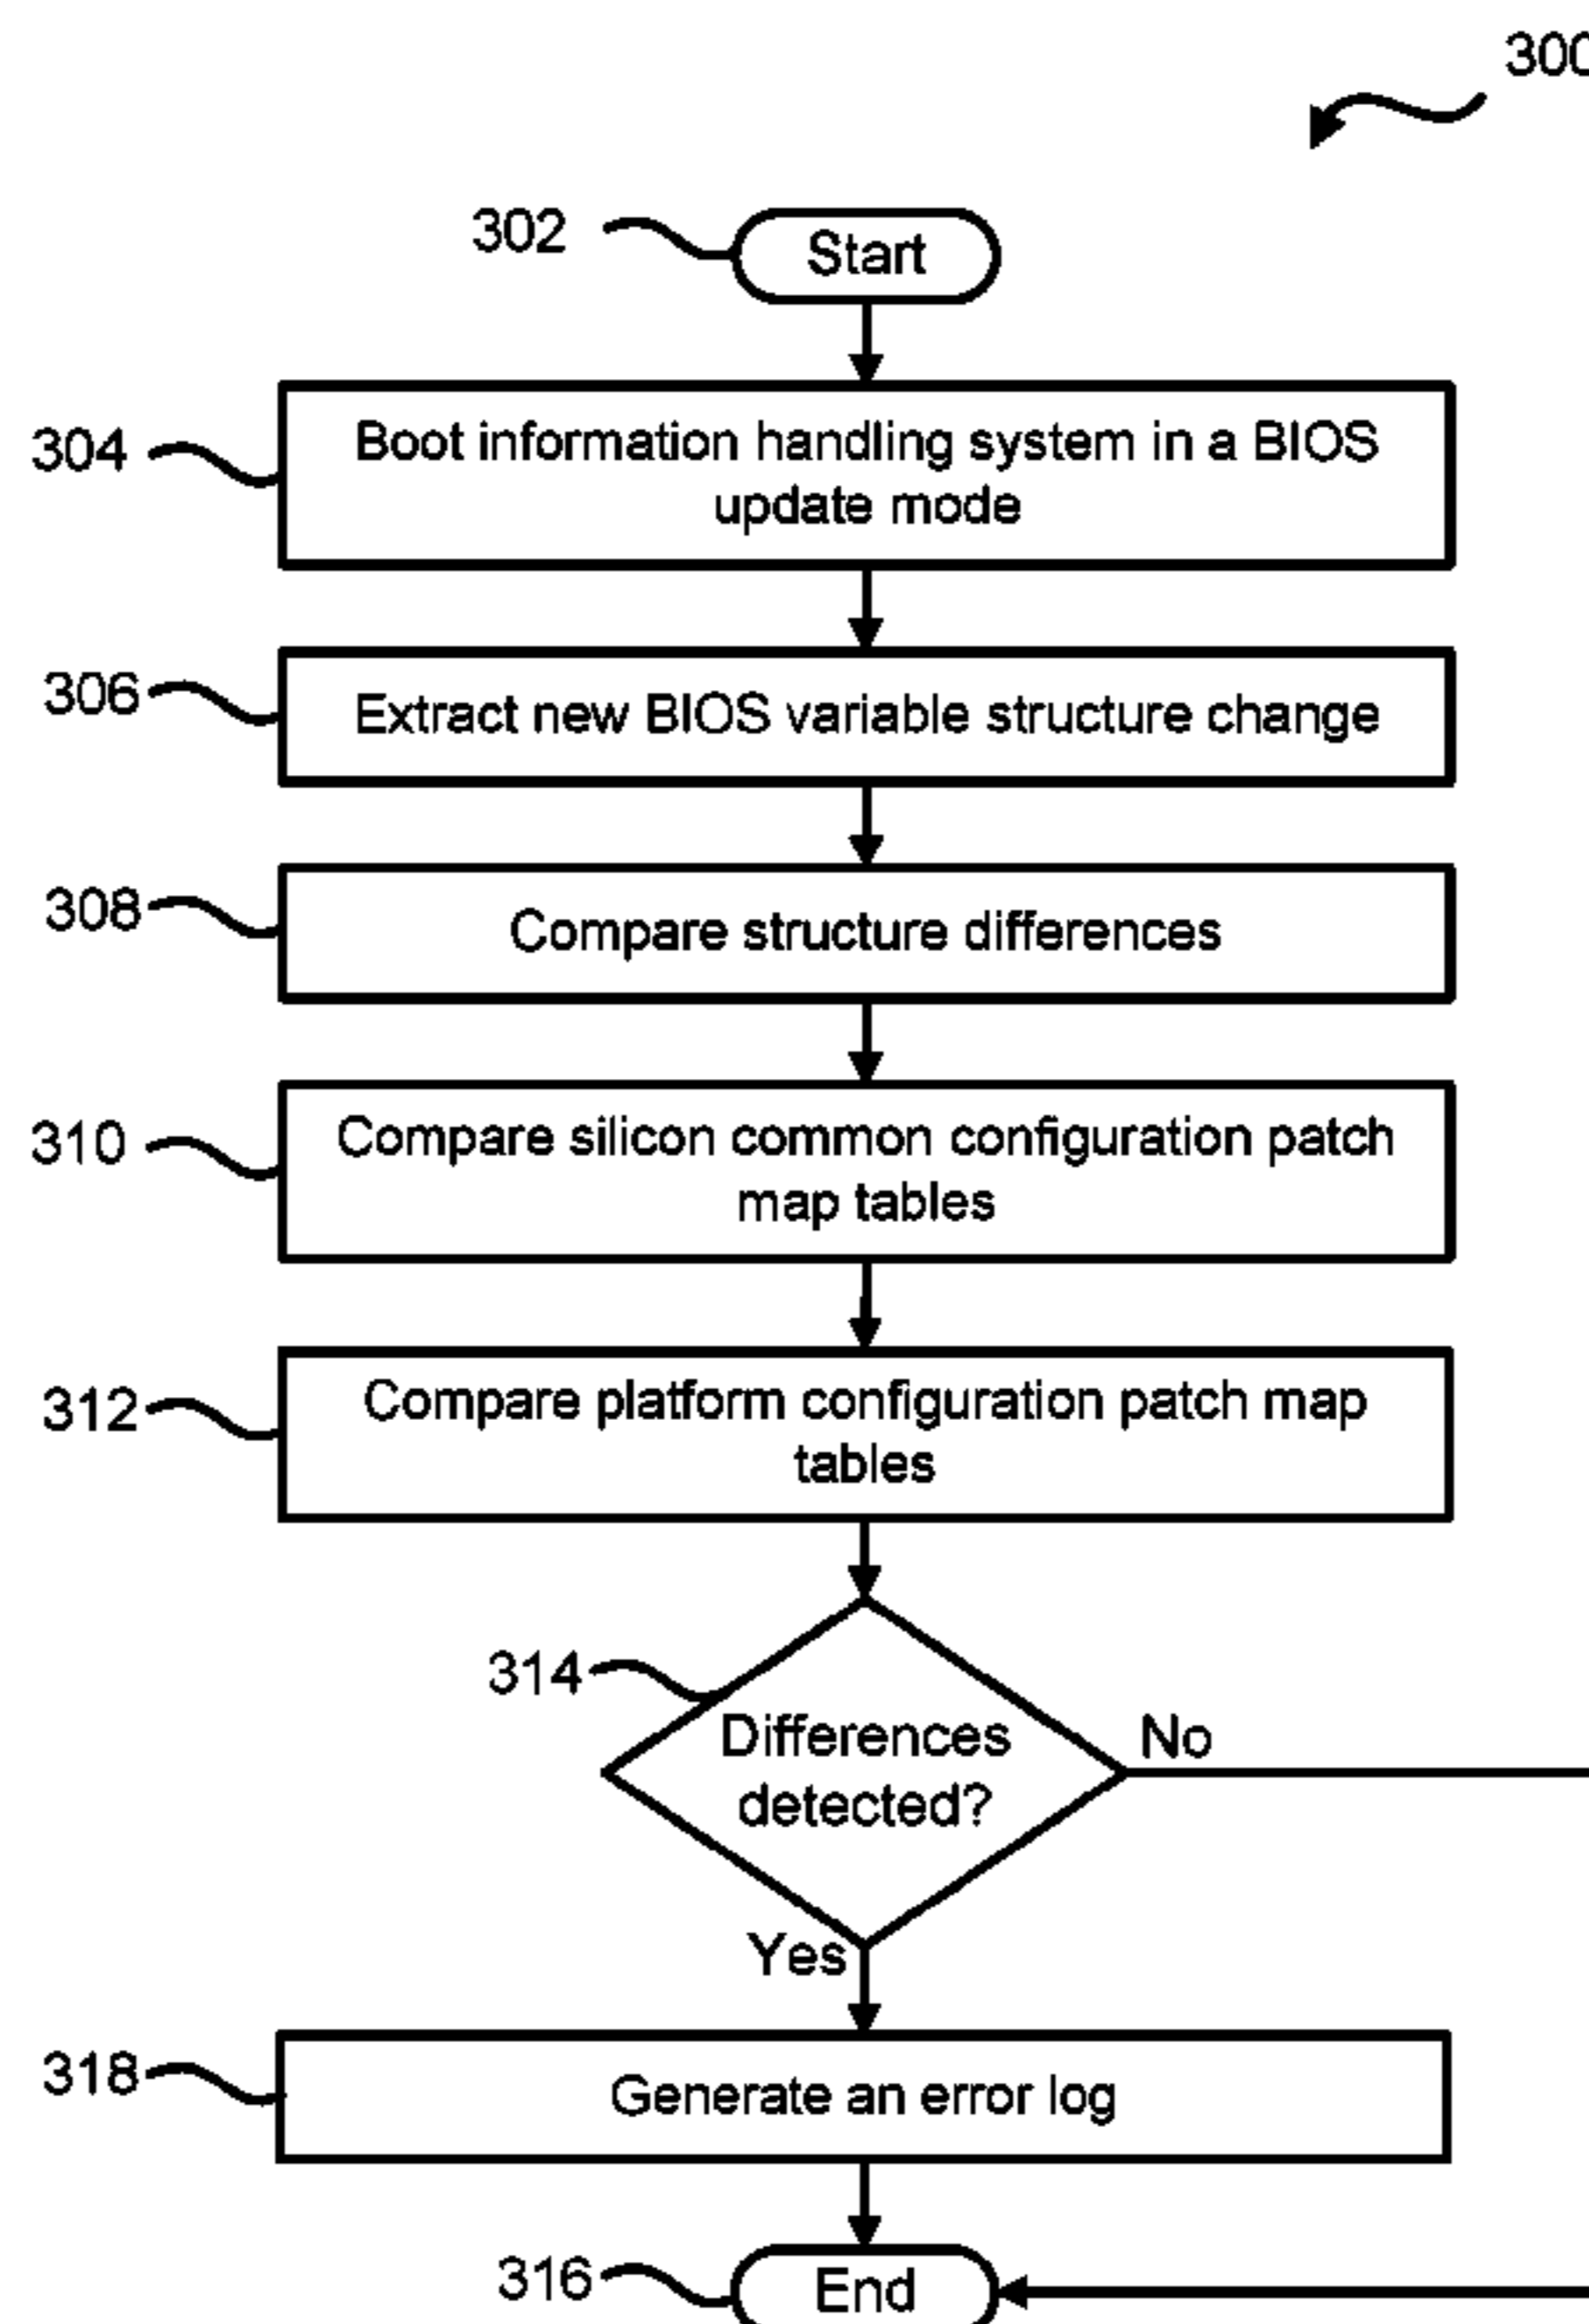 300
302
Start
304
Boot information handling system in a BIOS
update mode
306
Extract new BIOS variable structure change
308
Compare structure differences
310
Compare silicon common configuration patch
map tables
312
Compare platform configuration patch map
tables
314
Differences
detected?
No
Yes
318
Generate an error log
316
End